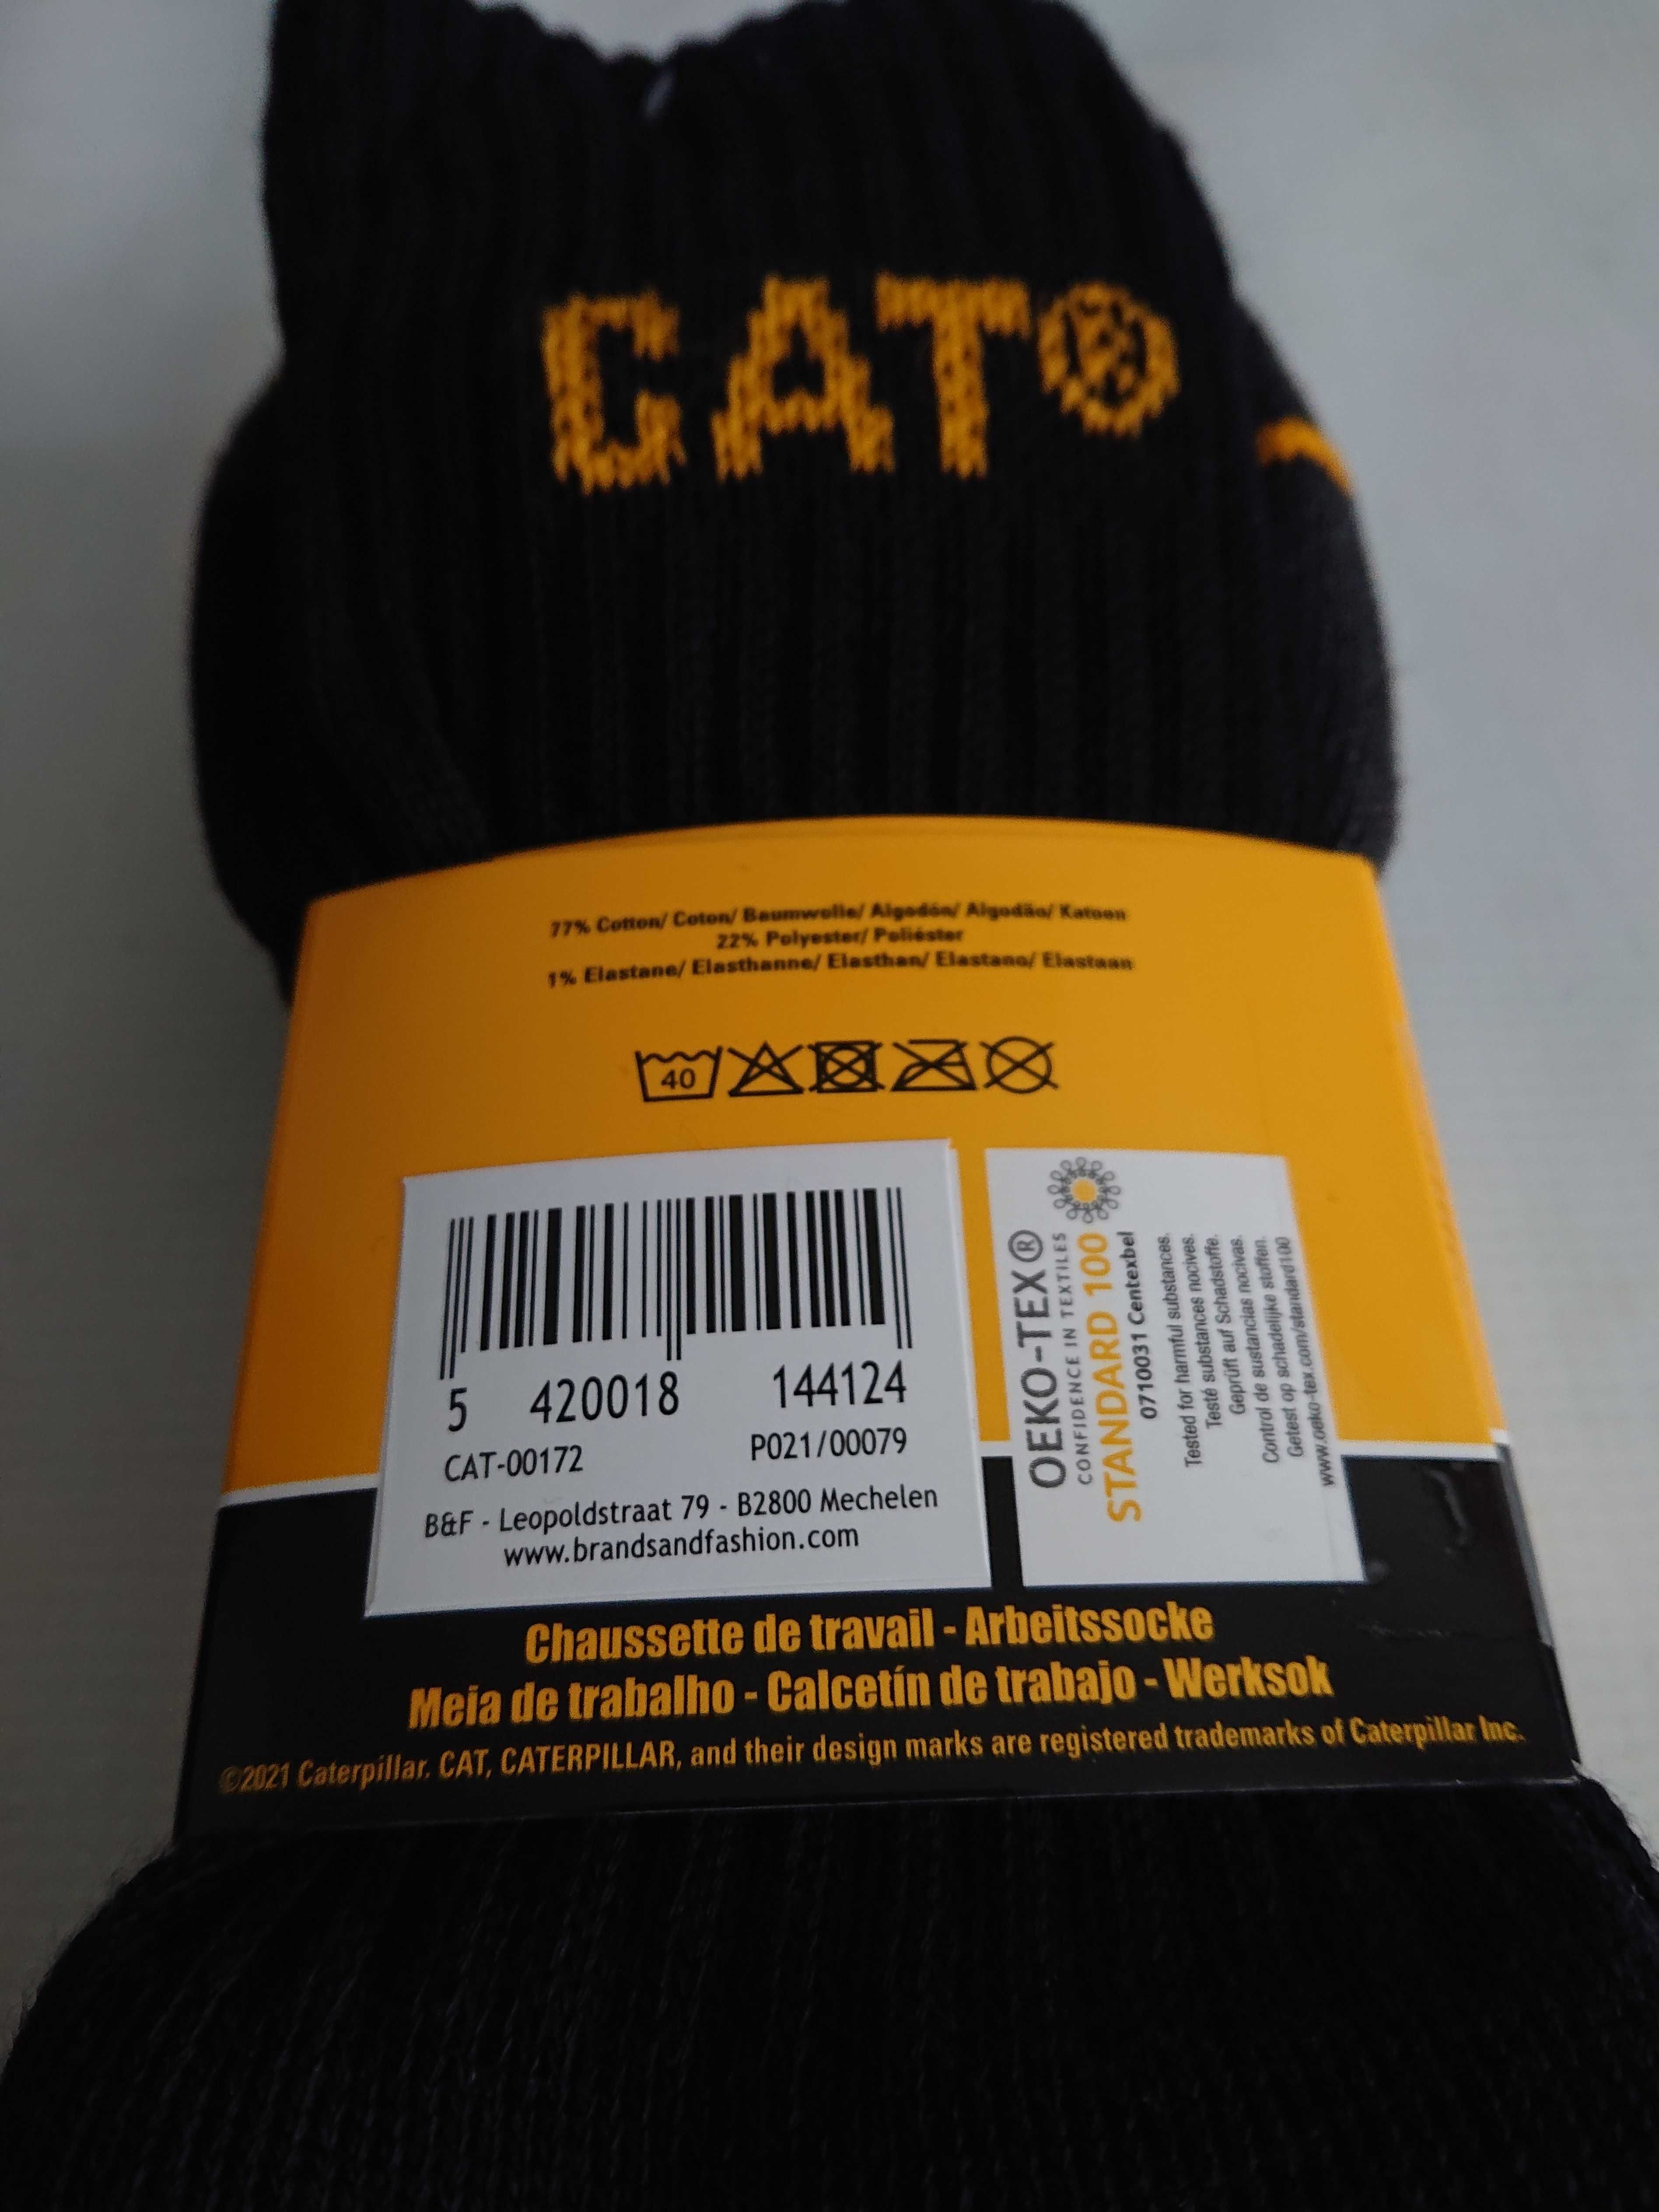 CAT®
77% Cotton/ Coton/ Baumwolle/ Algodón/ Algodão/ Katoen
22% Polyester/ Poliéster
1% Elastane/ Elasthanne/ Elasthan/ Elastano/ Elastaan
40
5 420018 144124
CAT-00172 PO21/00079
B&F - Leopoldstraat 79 - B2800 Mechelen
www.brandsandfashion.com
OEKO-TEX®
CONFIDENCE IN TEXTILES
STANDARD 100
0710031 Centexbel
Tested for harmful substances.
Testé substances nocives.
Geprüft auf Schadstoffe.
Control de sustancias nocivas.
Getest op schadelijke stoffen.
www.oeko-tex.com/standard100
Chaussette de travail - Arbeitssocke
Meia de trabalho - Calcetín de trabajo - Werksok
©2021 Caterpillar. CAT, CATERPILLAR, and their design marks are registered trademarks of Caterpillar Inc.